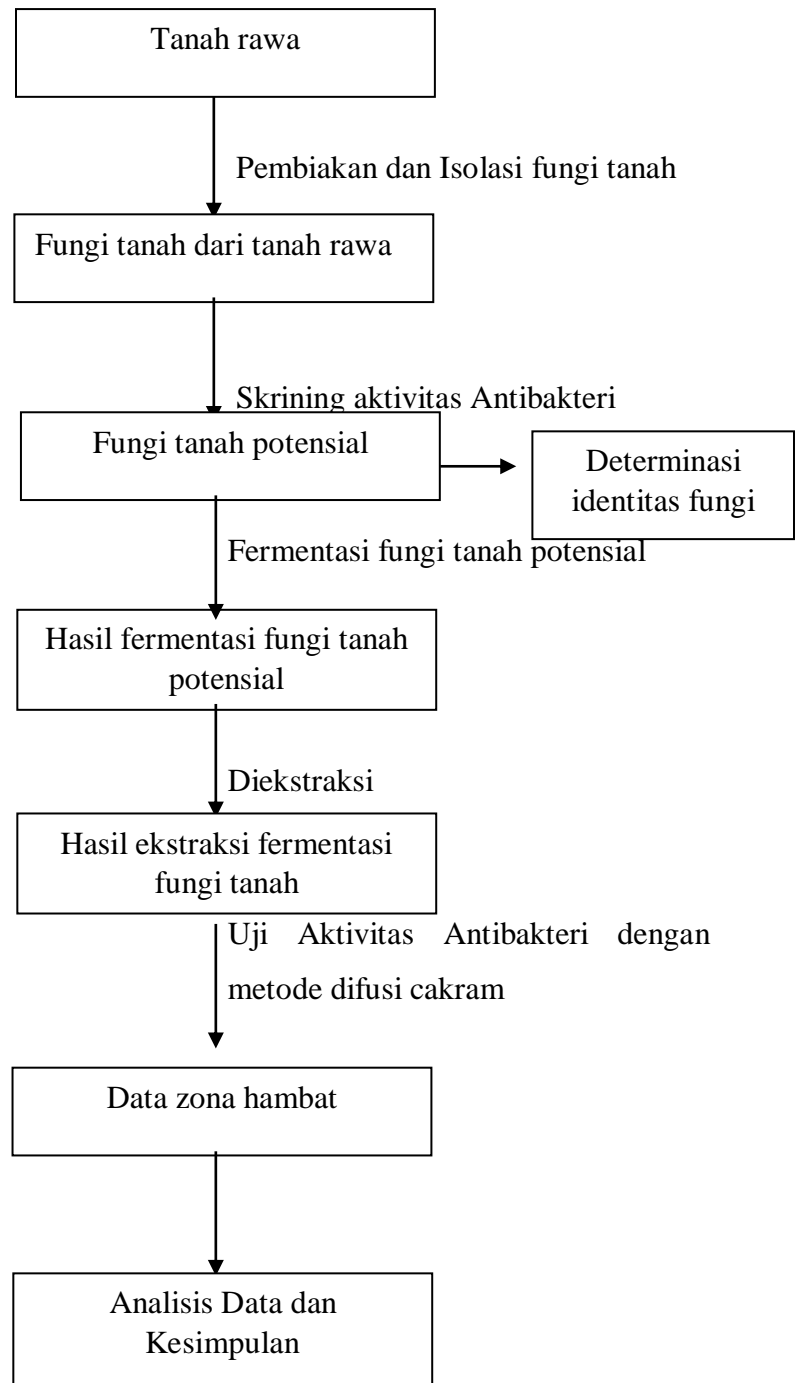 Tanah rawa
Pembiakan dan Isolasi fungi tanah
Fungi tanah dari tanah rawa
Skrining aktivitas Antibakteri
Fungi tanah potensial
Determinasi
identitas fungi
Fermentasi fungi tanah potensial
Hasil fermentasi fungi tanah
potensial
Diekstraksi
Hasil ekstraksi fermentasi
fungi tanah
Uji Aktivitas Antibakteri dengan
metode difusi cakram
Data zona hambat
Analisis Data dan
Kesimpulan